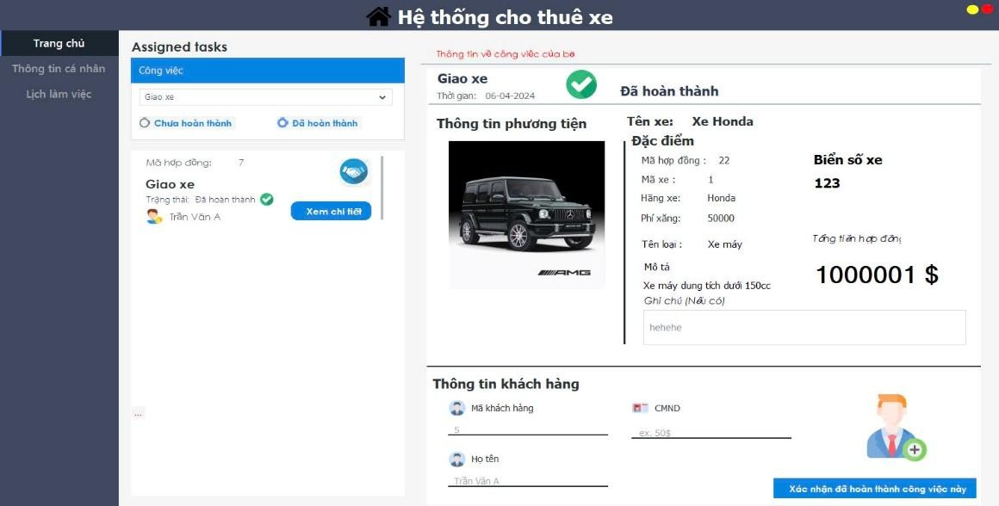 Hệ thống cho thuê xe
Trang chủ
Thông tin cá nhân
Lịch làm việc
Assigned tasks
Công việc
Giao xe
Chưa hoàn thành
Đã hoàn thành
Mã hợp đồng: 7
Giao xe
Trạng thái: Đã hoàn thành
Trần Văn A
Xem chi tiết
...
Thông tin về công việc của bạ
Giao xe
Thời gian: 06-04-2024
Đã hoàn thành
Thông tin phương tiện
AMG
Tên xe: Xe Honda
Đặc điểm
Mã hợp đồng : 22
Mã xe : 1
Hãng xe: Honda
Phí xăng: 50000
Tên loại : Xe máy
Mô tả
Xe máy dung tích dưới 150cc
Ghi chú (Nếu có)
hehehe
Biển số xe
123
Tổng tiền hợp đồng
1000001 $
Thông tin khách hàng
Mã khách hàng
5
CMND
ex. 50$
Họ tên
Trần Văn A
Xác nhận đã hoàn thành công việc này